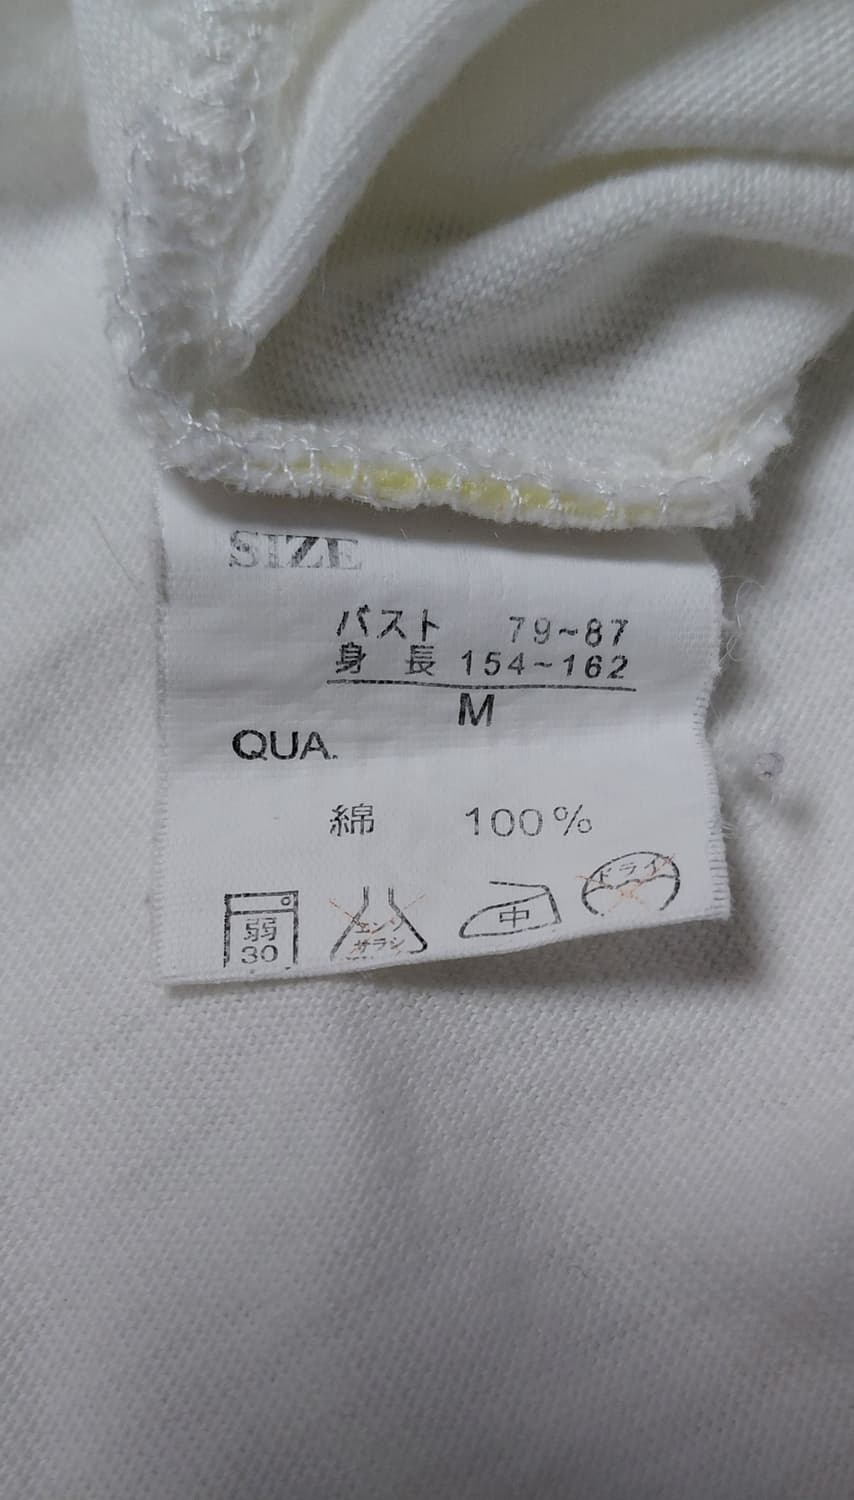 SIZE
バスト 79~87
身長 154~162
M
QUA.
綿 100%
弱
30
エンソ
サラシ
中
ドライ